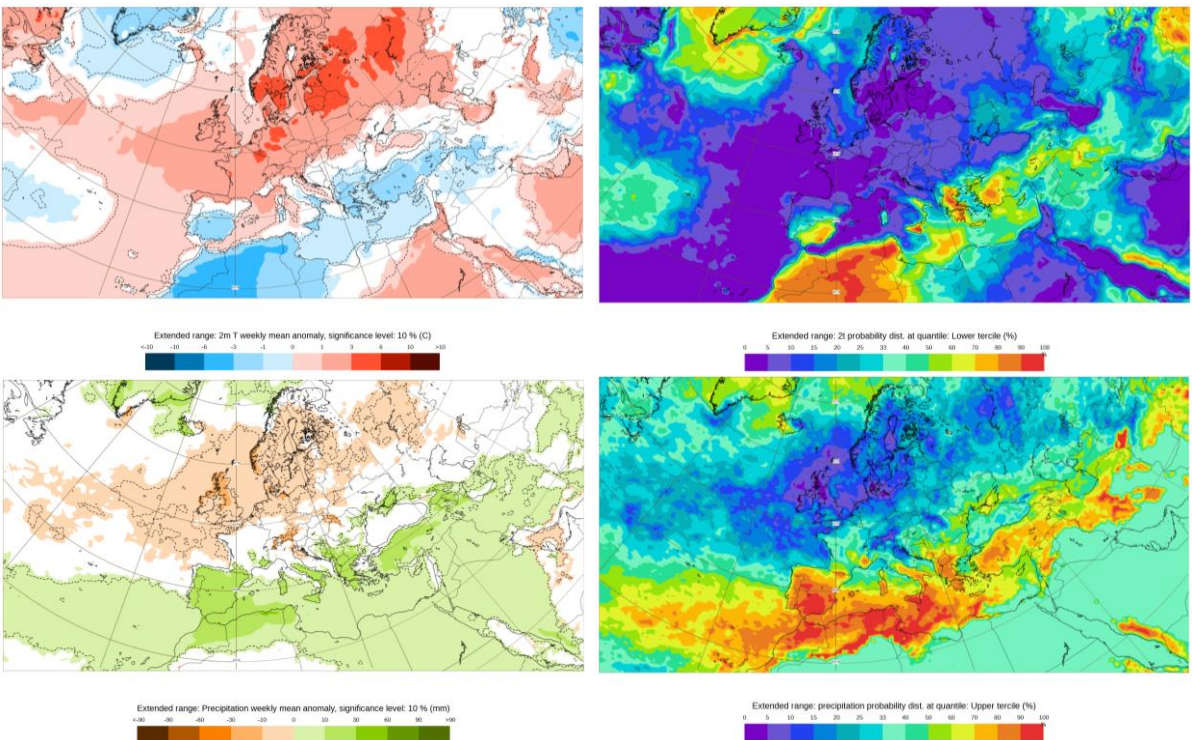 Extended range: 2m T weekly mean anomaly, significance level: 10 % (C)
<-10 -10 -6 -3 -1 0 1 3 6 10 >10
Extended range: 2t probability dist. at quantile: Lower tercile (%)
0 5 10 15 20 25 33 40 50 60 70 80 90 100
%
Extended range: Precipitation weekly mean anomaly, significance level: 10 % (mm)
<-90 -90 -60 -30 -10 0 10 30 60 90 >90
Extended range: precipitation probability dist. at quantile: Upper tercile (%)
0 5 10 15 20 25 33 40 50 60 70 80 90 100
%